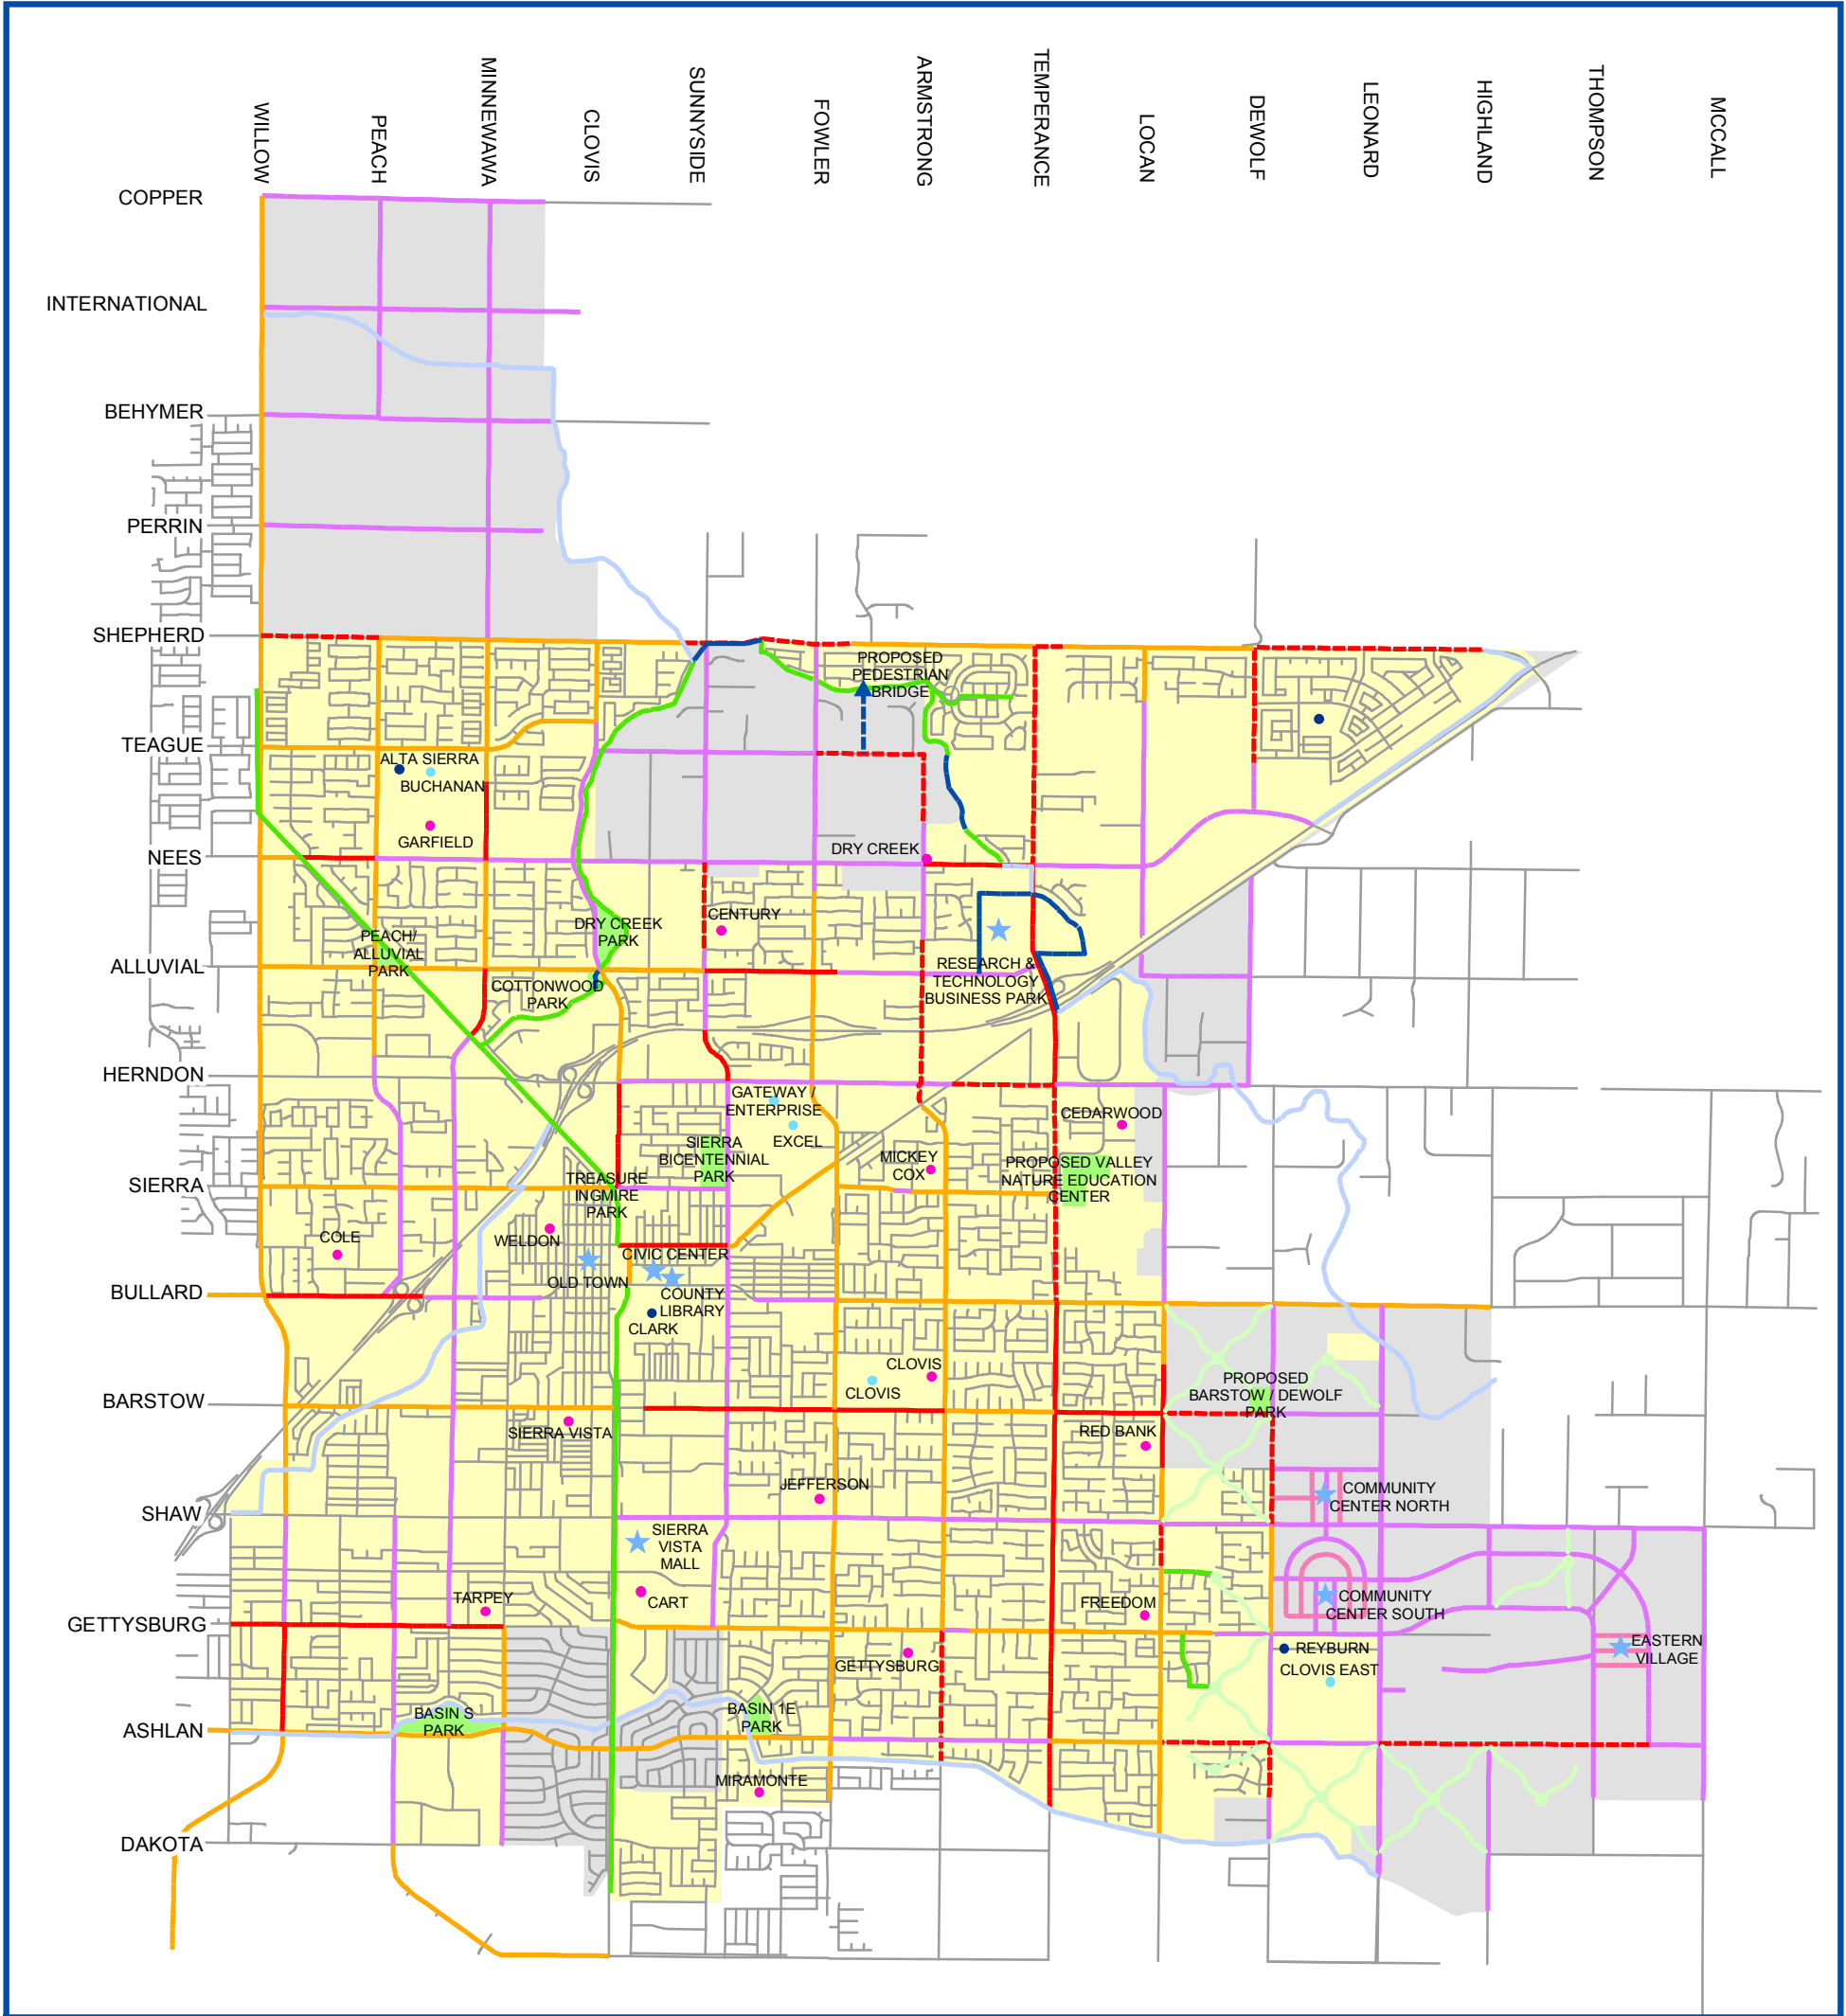 WILLOW
PEACH
MINNEWAWA
CLOVIS
SUNNYSIDE
FOWLER
ARMSTRONG
TEMPERANCE
LOCAN
DEWOLF
LEONARD
HIGHLAND
THOMPSON
MCCALL
COPPER
INTERNATIONAL
BEHYMER
PERRIN
SHEPHERD
PROPOSED
PEDESTRIAN
BRIDGE
TEAGUE
ALTA SIERRA
BUCHANAN
GARFIELD
NEES
DRY CREEK
CENTURY
DRY CREEK
PARK
PEACH/
ALLUVIAL
PARK
ALLUVIAL
COTTONWOOD
PARK
RESEARCH &
TECHNOLOGY
BUSINESS PARK
HERNDON
GATEWAY
ENTERPRISE
EXCEL
CEDARWOOD
SIERRA
BICENTENNIAL
PARK
MICKEY
COX
PROPOSED VALLEY
NATURE EDUCATION
CENTER
SIERRA
TREASURE
INGMIRE
PARK
COLE
WELDON
CIVIC CENTER
OLD TOWN
COUNTY
LIBRARY
CLARK
BULLARD
CLOVIS
CLOVIS
PROPOSED
BARSTOW / DEWOLF
PARK
BARSTOW
SIERRA VISTA
RED BANK
JEFFERSON
COMMUNITY
CENTER NORTH
SHAW
SIERRA
VISTA
MALL
TARPEY
CART
FREEDOM
COMMUNITY
CENTER SOUTH
GETTYSBURG
GETTYSBURG
REYBURN
CLOVIS EAST
EASTERN
VILLAGE
BASIN S
PARK
BASIN 1E
PARK
ASHLAN
MIRAMONTE
DAKOTA